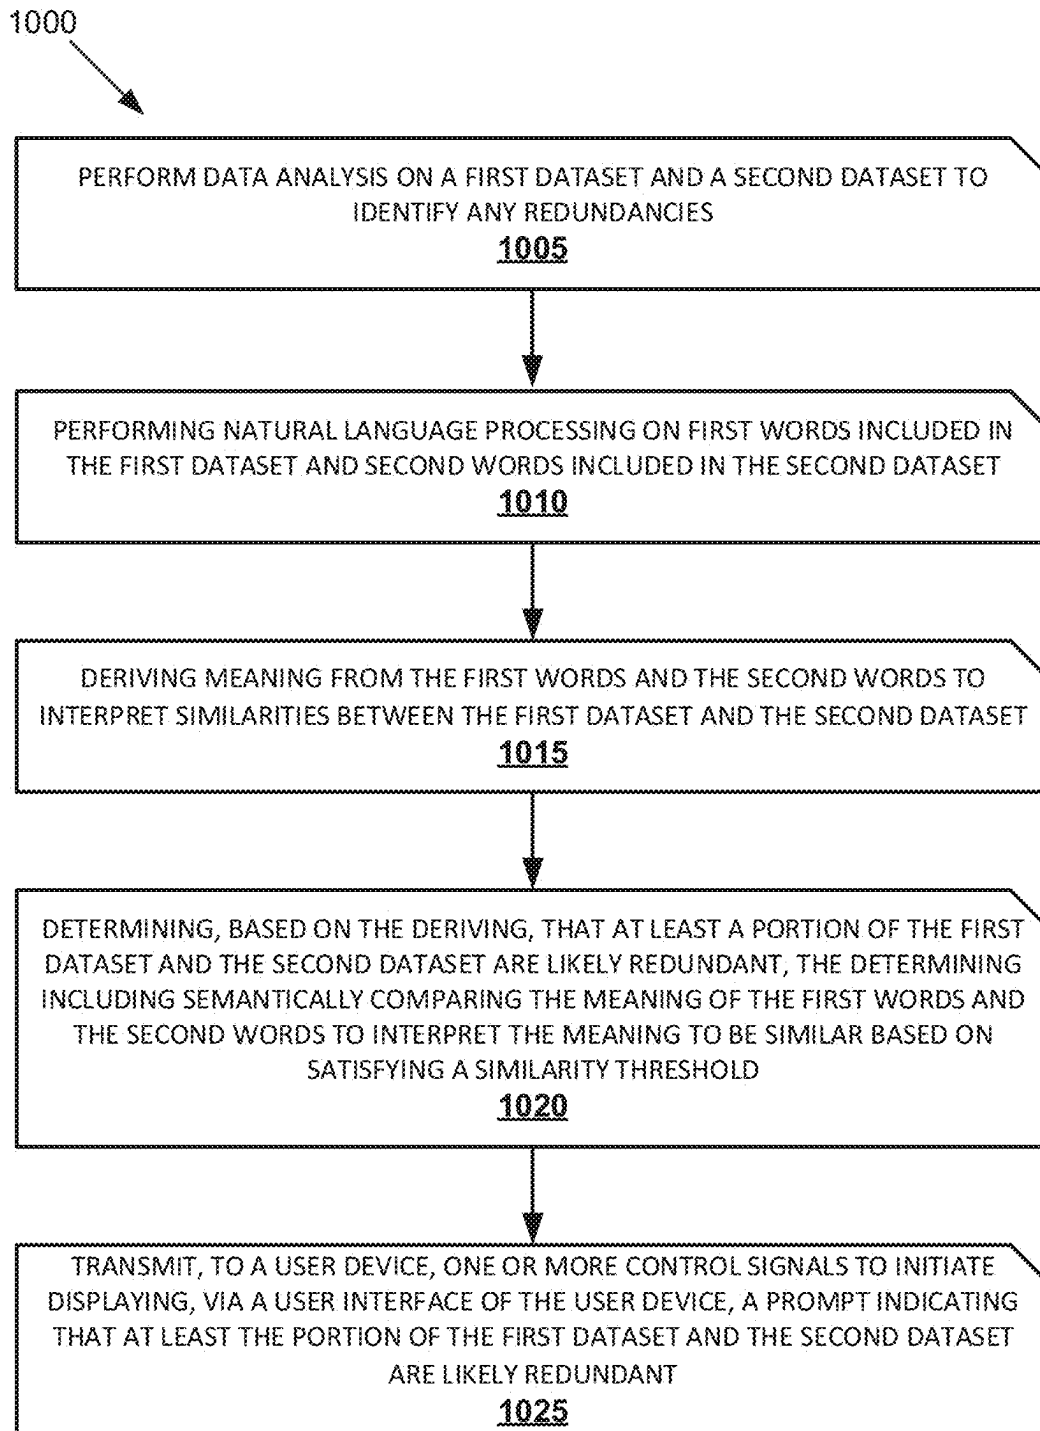 1000
PERFORM DATA ANALYSIS ON A FIRST DATASET AND A SECOND DATASET TO
IDENTIFY ANY REDUNDANCIES
1005
PERFORMING NATURAL LANGUAGE PROCESSING ON FIRST WORDS INCLUDED IN
THE FIRST DATASET AND SECOND WORDS INCLUDED IN THE SECOND DATASET
1010
DERIVING MEANING FROM THE FIRST WORDS AND THE SECOND WORDS TO
INTERPRET SIMILARITIES BETWEEN THE FIRST DATASET AND THE SECOND DATASET
1015
DETERMINING, BASED ON THE DERIVING, THAT AT LEAST A PORTION OF THE FIRST
DATASET AND THE SECOND DATASET ARE LIKELY REDUNDANT, THE DETERMINING
INCLUDING SEMANTICALLY COMPARING THE MEANING OF THE FIRST WORDS AND
THE SECOND WORDS TO INTERPRET THE MEANING TO BE SIMILAR BASED ON
SATISFYING A SIMILARITY THRESHOLD
1020
TRANSMIT, TO A USER DEVICE, ONE OR MORE CONTROL SIGNALS TO INITIATE
DISPLAYING, VIA A USER INTERFACE OF THE USER DEVICE, A PROMPT INDICATING
THAT AT LEAST THE PORTION OF THE FIRST DATASET AND THE SECOND DATASET
ARE LIKELY REDUNDANT
1025